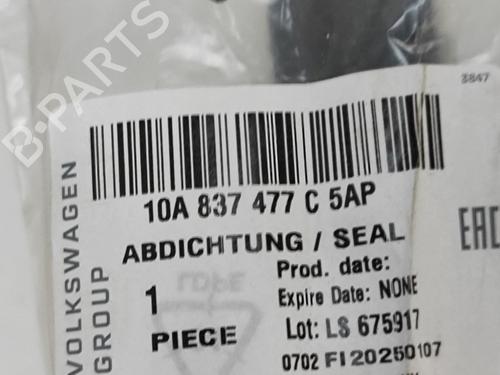 B-PARTS
3847
VOLKSWAGEN
GROUP
10A 837 477 C 5AP
ABDICHTUNG / SEAL
1
PIECE
LDPE
Prod. date:
Expire Date: NONE
Lot: LS 675917
0702 FI20250107
EAC